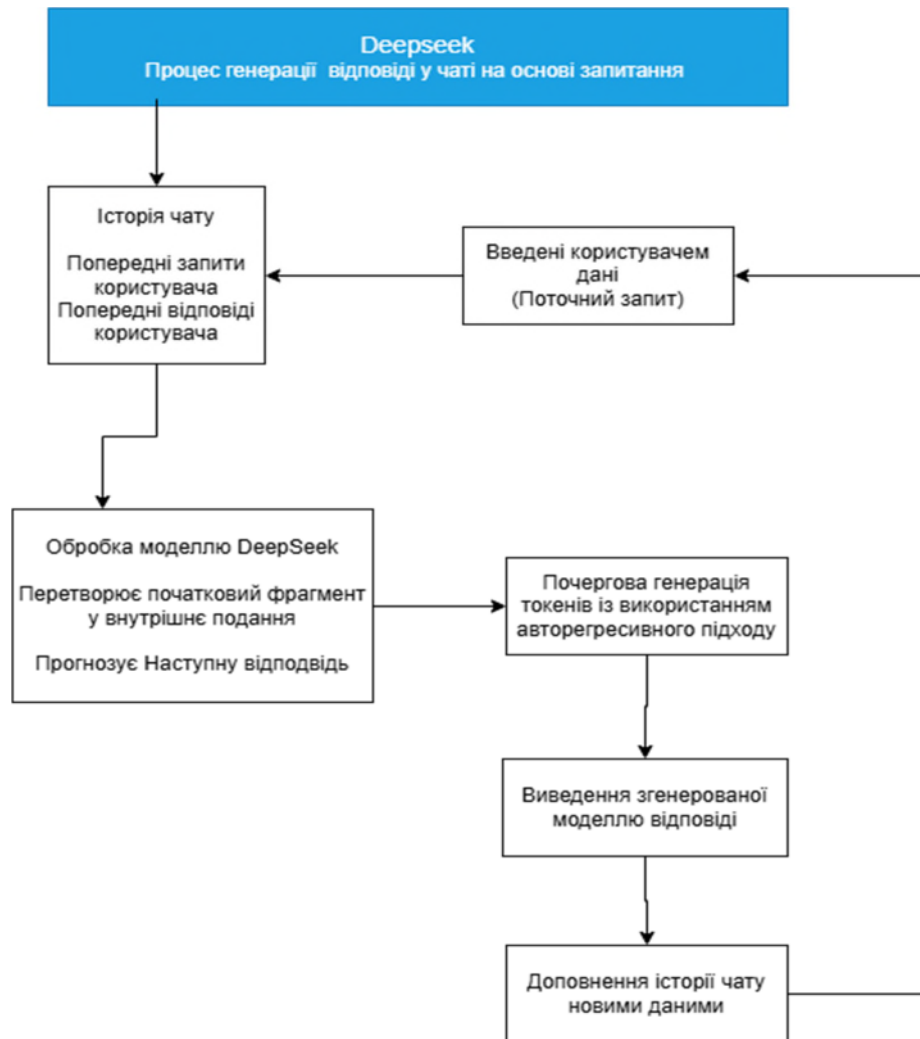 Deepseek
Процес генерації відповіді у чаті на основі запитання
Історія чату
Попередні запити
користувача
Попередні відповіді
користувача
Введені користувачем
дані
(Поточний запит)
Обробка моделлю DeepSeek
Перетворює початковий фрагмент
у внутрішнє подання
Прогнозує Наступну відподвідь
Почергова генерація
токенів із використанням
авторегресивного підходу
Виведення згенерованої
моделлю відповіді
Доповнення історії чату
новими даними